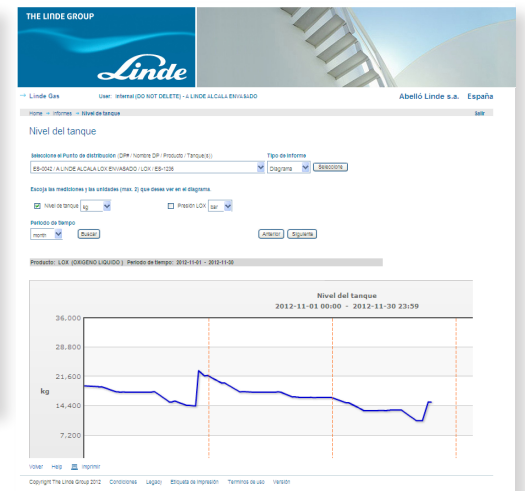 THE LINDE GROUP
Linde
→ Linde Gas User: Internal (DO NOT DELETE) - A LINDE ALCALA ENVASADO Abelló Linde s.a. España
Home → Informes → Nivel de tanque Salir
Nivel del tanque
Seleccione el Punto de distribución (DP# / Nombre DP / Producto / Tanque(s)) Tipo de Informe
ES-0042 / A LINDE ALCALA LOX ENVASADO / LOX / ES-1236 Diagrama Seleccione
Escoja las mediciones y las unidades (max. 2) que desea ver en el diagrama.
Nivel de tanque kg Presión LOX bar
Periodo de tiempo
month Buscar Anterior Siguiente
Producto: LOX (OXIGENO LIQUIDO ) Periodo de tiempo: 2012-11-01 - 2012-11-30
Nivel del tanque
2012-11-01 00:00 - 2012-11-30 23:59
36.000
28.800
21.600
kg
14.400
7.200
Volver Help Imprimir
Copyright The Linde Group 2012 Condiciones Legacy Etiqueta de impresión Términos de uso Versión